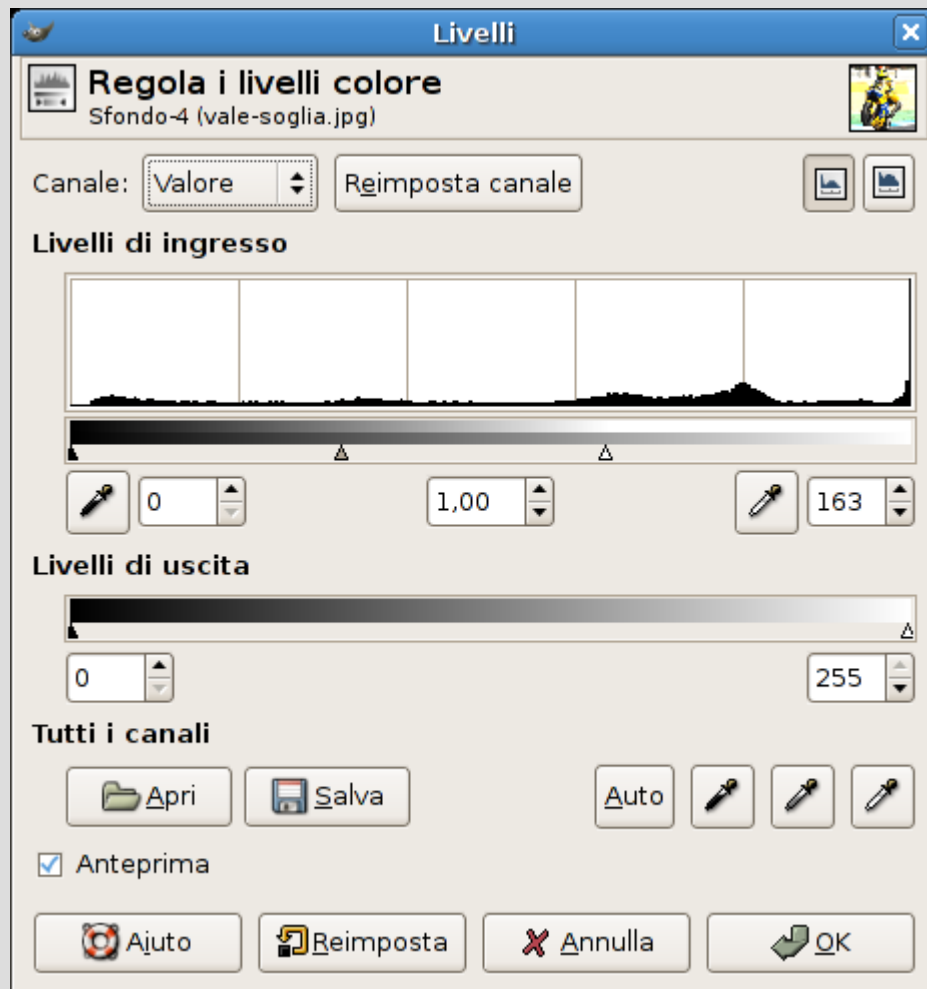 Livelli
Regola i livelli colore
Sfondo-4 (vale-soglia.jpg)
Canale: Valore Reimposta canale
Livelli di ingresso
0 1,00 163
Livelli di uscita
0 255
Tutti i canali
Apri Salva Auto
Anteprima
Aiuto Reimposta Annulla OK